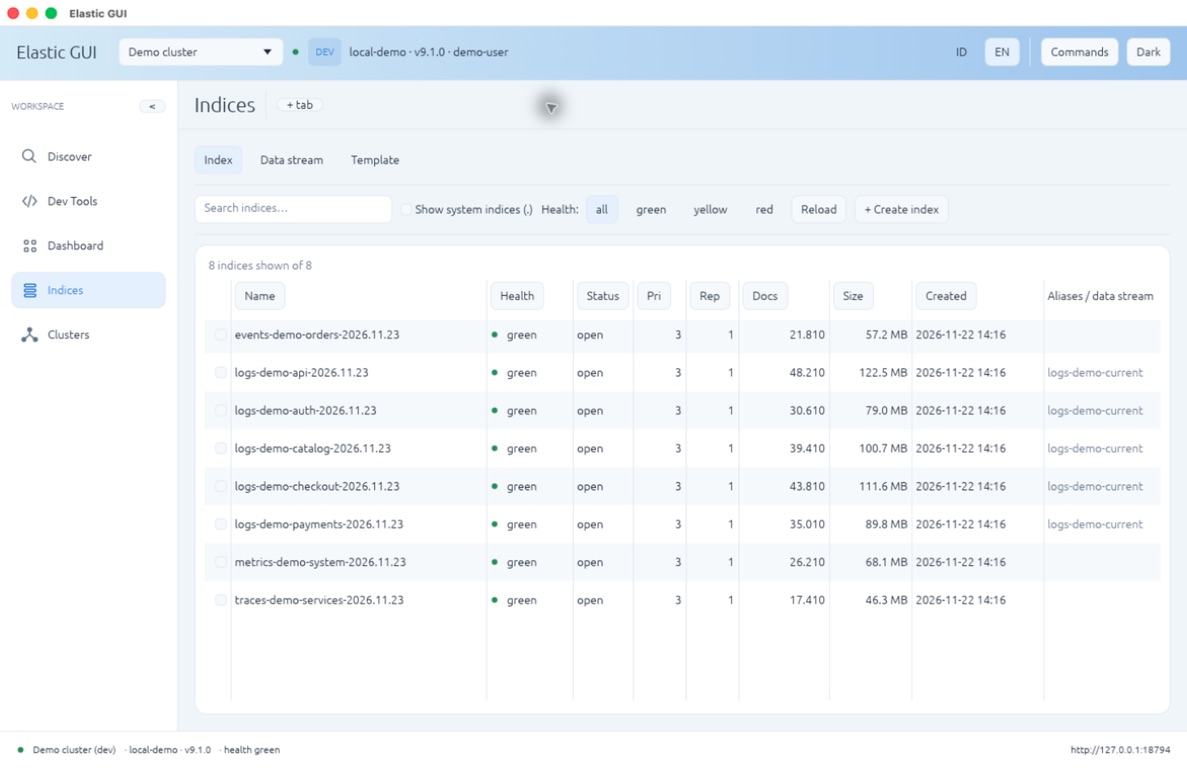 Elastic GUI
Elastic GUI Demo cluster DEV local-demo · v9.1.0 · demo-user ID EN Commands Dark
WORKSPACE <
Discover
Dev Tools
Dashboard
Indices
Clusters
Indices + tab
Index Data stream Template
Search indices... Show system indices (.) Health: all green yellow red Reload + Create index
8 indices shown of 8
Name Health Status Pri Rep Docs Size Created Aliases / data stream
events-demo-orders-2026.11.23 green open 3 1 21.810 57.2 MB 2026-11-22 14:16
logs-demo-api-2026.11.23 green open 3 1 48.210 122.5 MB 2026-11-22 14:16 logs-demo-current
logs-demo-auth-2026.11.23 green open 3 1 30.610 79.0 MB 2026-11-22 14:16 logs-demo-current
logs-demo-catalog-2026.11.23 green open 3 1 39.410 100.7 MB 2026-11-22 14:16 logs-demo-current
logs-demo-checkout-2026.11.23 green open 3 1 43.810 111.6 MB 2026-11-22 14:16 logs-demo-current
logs-demo-payments-2026.11.23 green open 3 1 35.010 89.8 MB 2026-11-22 14:16 logs-demo-current
metrics-demo-system-2026.11.23 green open 3 1 26.210 68.1 MB 2026-11-22 14:16
traces-demo-services-2026.11.23 green open 3 1 17.410 46.3 MB 2026-11-22 14:16
Demo cluster (dev) · local-demo · v9.1.0 · health green http://127.0.0.1:18794